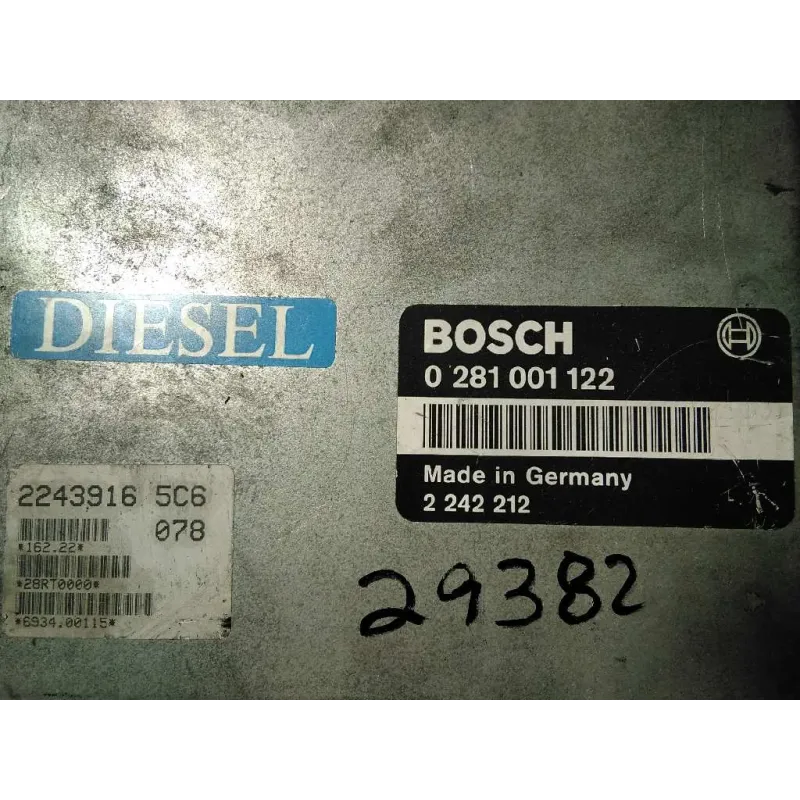 DIESEL
BOSCH
0 281 001 122
Made in Germany
2 242 212
2243916 5C6
078
*162.22*
*28RT0000*
*6934.00115*
29382